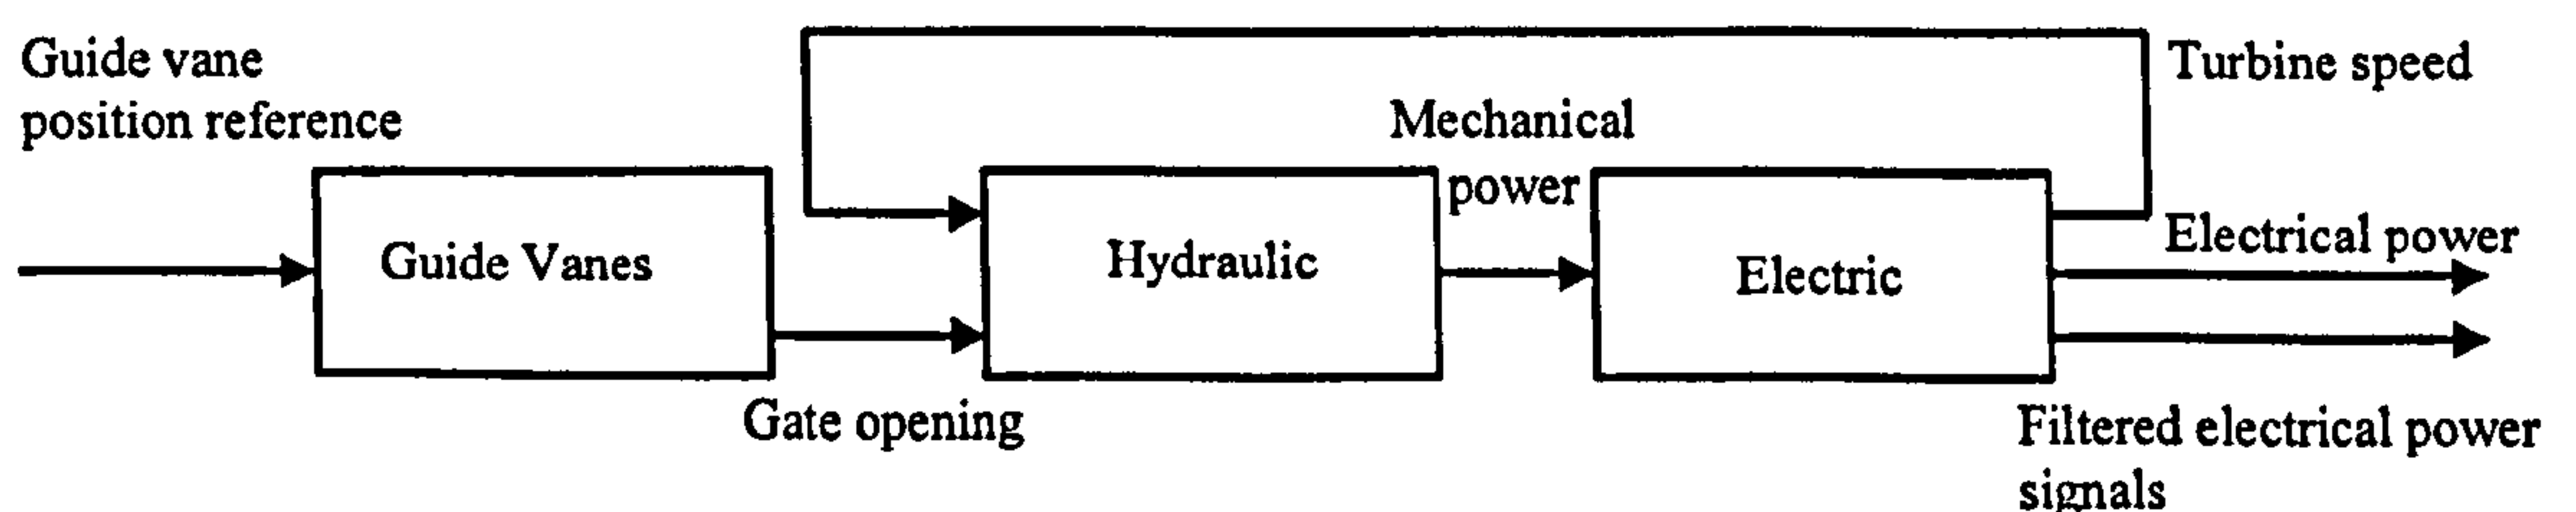 Guide vane
position reference
Turbine speed
Mechanical
power
Guide Vanes
Hydraulic
Electric
Electrical power
Gate opening
Filtered electrical power
signals